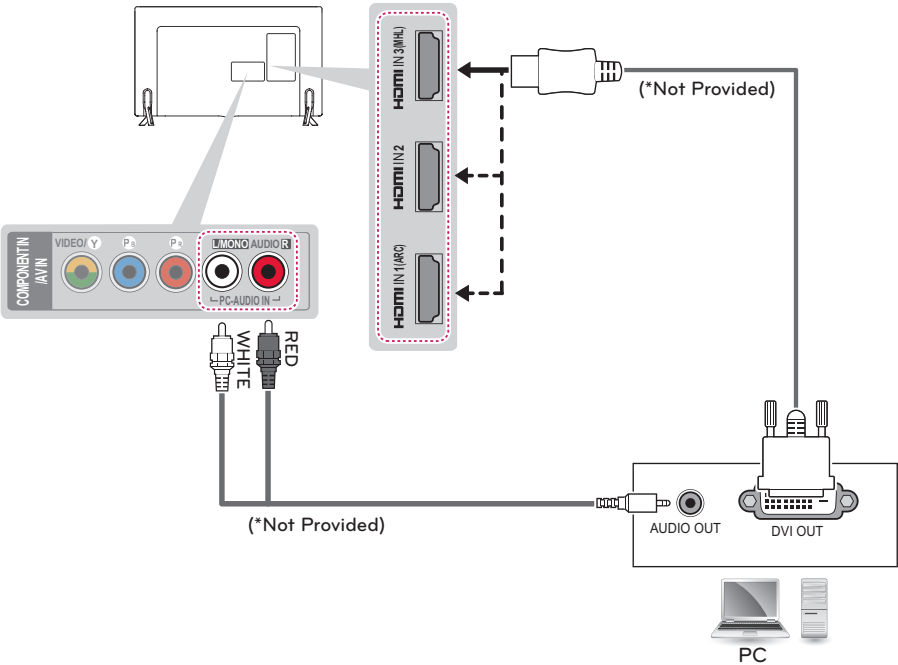 HDMI IN 3(MHL)
(*Not Provided)
HDMI IN 2
HDMI IN 1(ARC)
COMPONENT IN
/AV IN
VIDEO/ Y PB PR L/MONO AUDIO R
PC-AUDIO IN
WHITE
RED
(*Not Provided)
AUDIO OUT
DVI OUT
PC